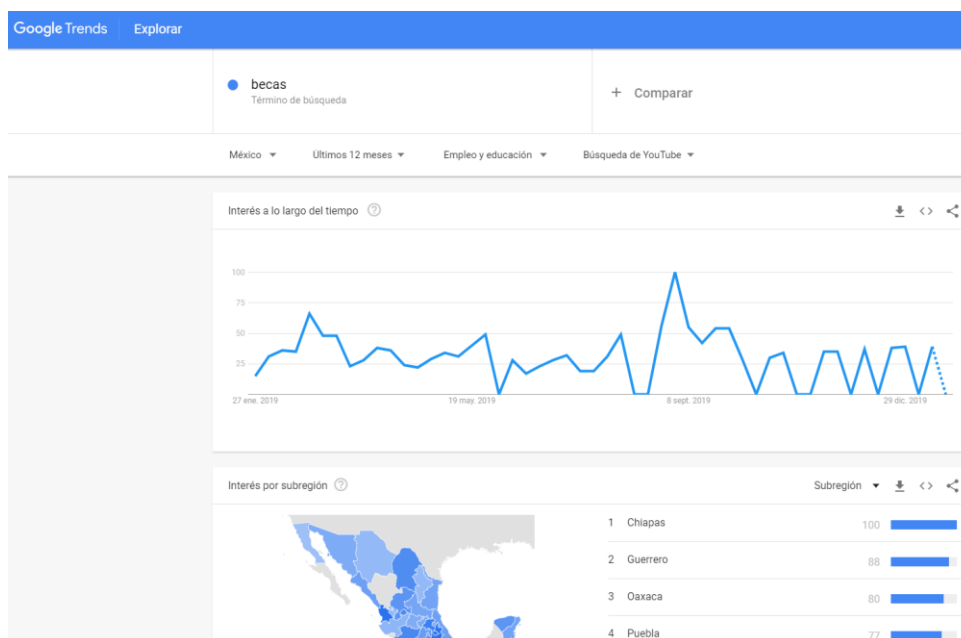 Google Trends Explorar
becas
Término de búsqueda
+ Comparar
México Últimos 12 meses Empleo y educación Búsqueda de YouTube
Interés a lo largo del tiempo
100
75
50
25
27 ene. 2019 19 may. 2019 8 sept. 2019 29 dic. 2019
Interés por subregión Subregión
1 Chiapas 100
2 Guerrero 88
3 Oaxaca 80
4 Puebla 77